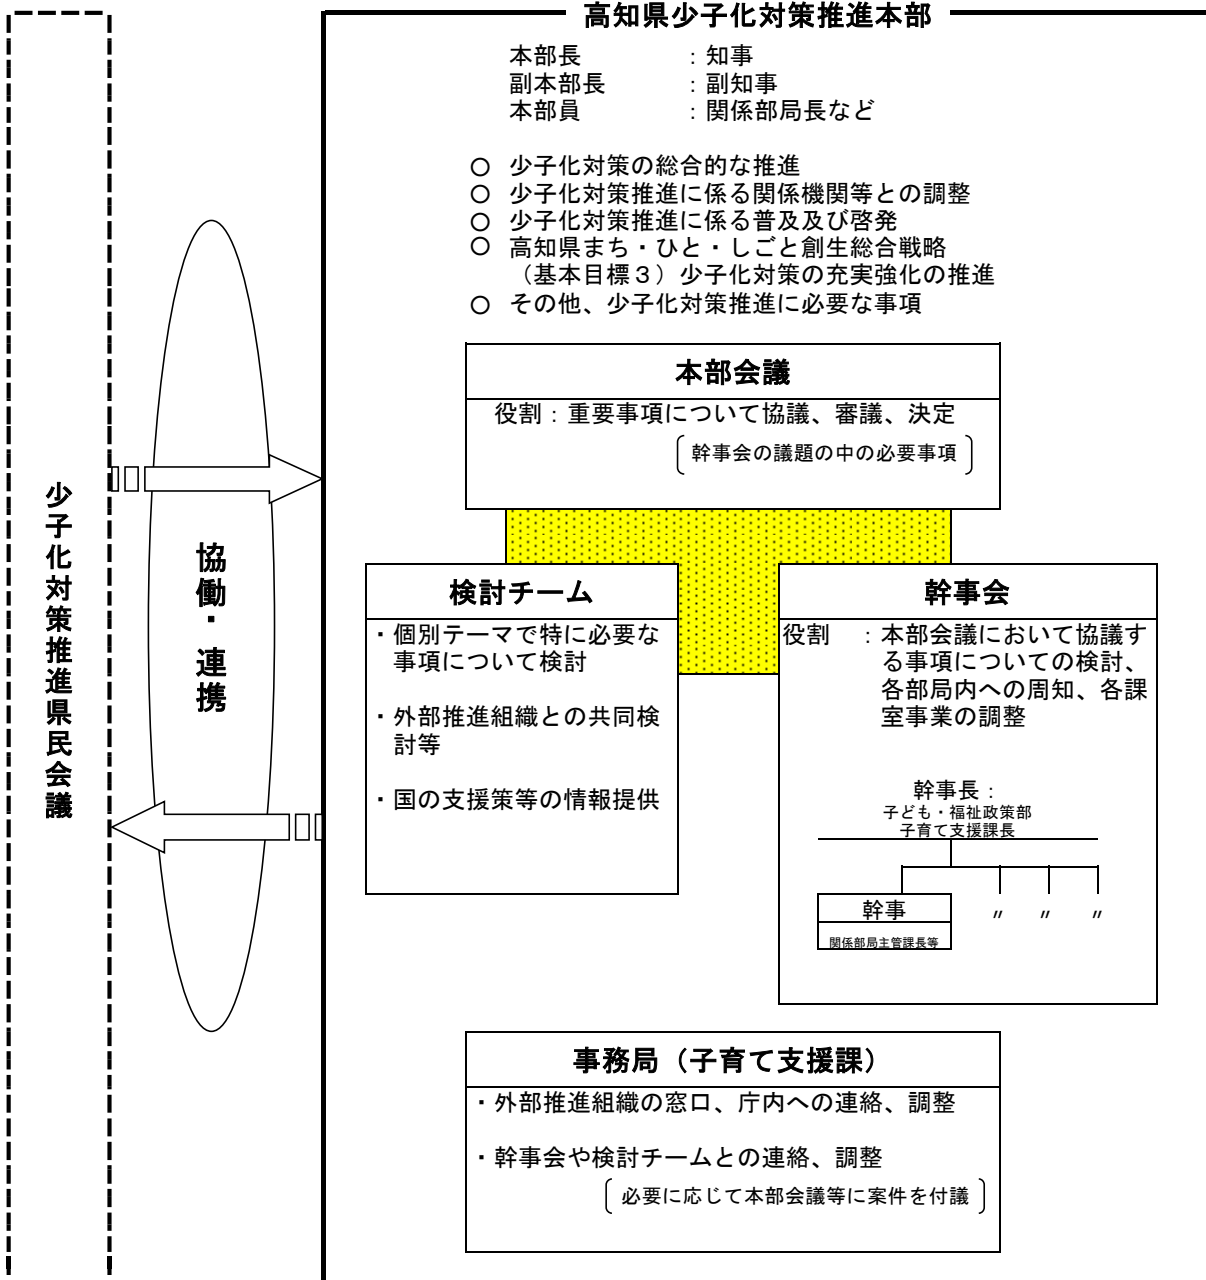 高知県少子化対策推進本部
本部長　　　：知事
副本部長　　：副知事
本部員　　　：関係部局長など
○ 少子化対策の総合的な推進
○ 少子化対策推進に係る関係機関等との調整
○ 少子化対策推進に係る普及及び啓発
○ 高知県まち・ひと・しごと創生総合戦略
（基本目標３）少子化対策の充実強化の推進
○ その他、少子化対策推進に必要な事項
少子化対策推進県民会議
協働・連携
本部会議
役割：重要事項について協議、審議、決定
〔幹事会の議題の中の必要事項〕
検討チーム
・個別テーマで特に必要な
事項について検討
・外部推進組織との共同検
討等
・国の支援策等の情報提供
幹事会
役割　：本部会議において協議す
る事項についての検討、
各部局内への周知、各課
室事業の調整
幹事長：
子ども・福祉政策部
子育て支援課長
幹事　〃　〃　〃
関係部局主管課長等
事務局（子育て支援課）
・外部推進組織の窓口、庁内への連絡、調整
・幹事会や検討チームとの連絡、調整
〔必要に応じて本部会議等に案件を付議〕